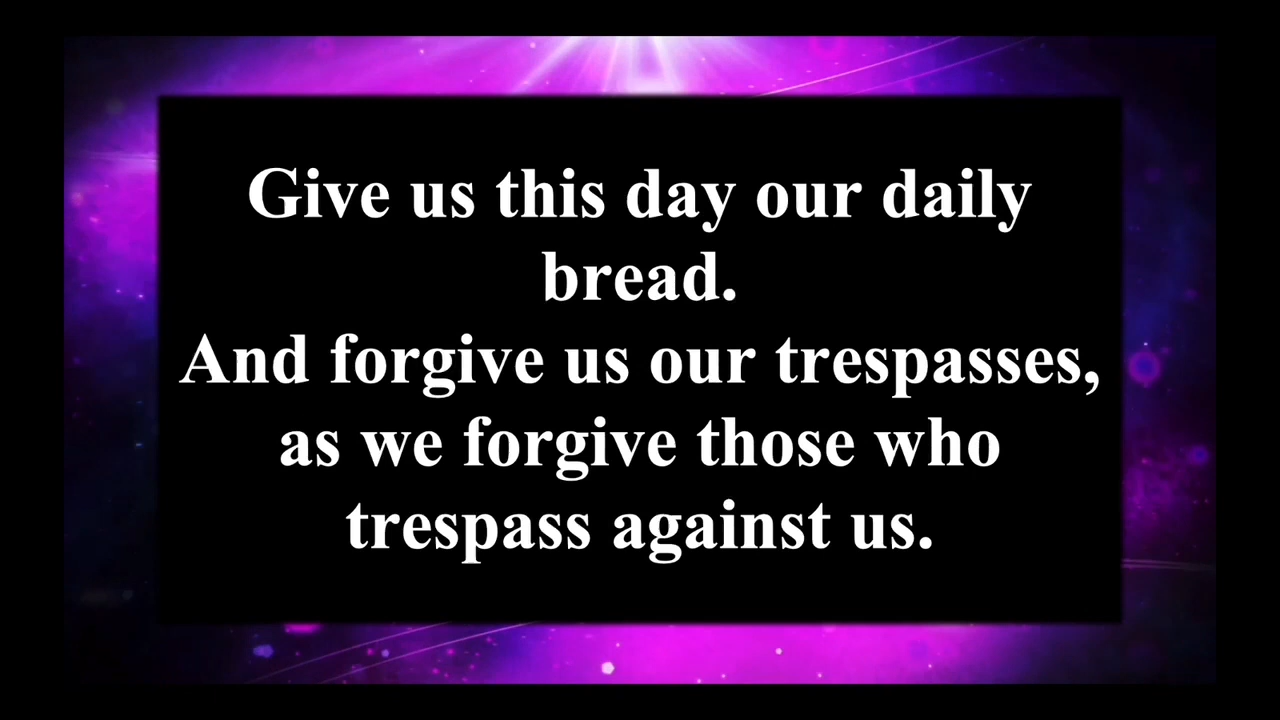 Give us this day our daily
bread.
And forgive us our trespasses,
as we forgive those who
trespass against us.